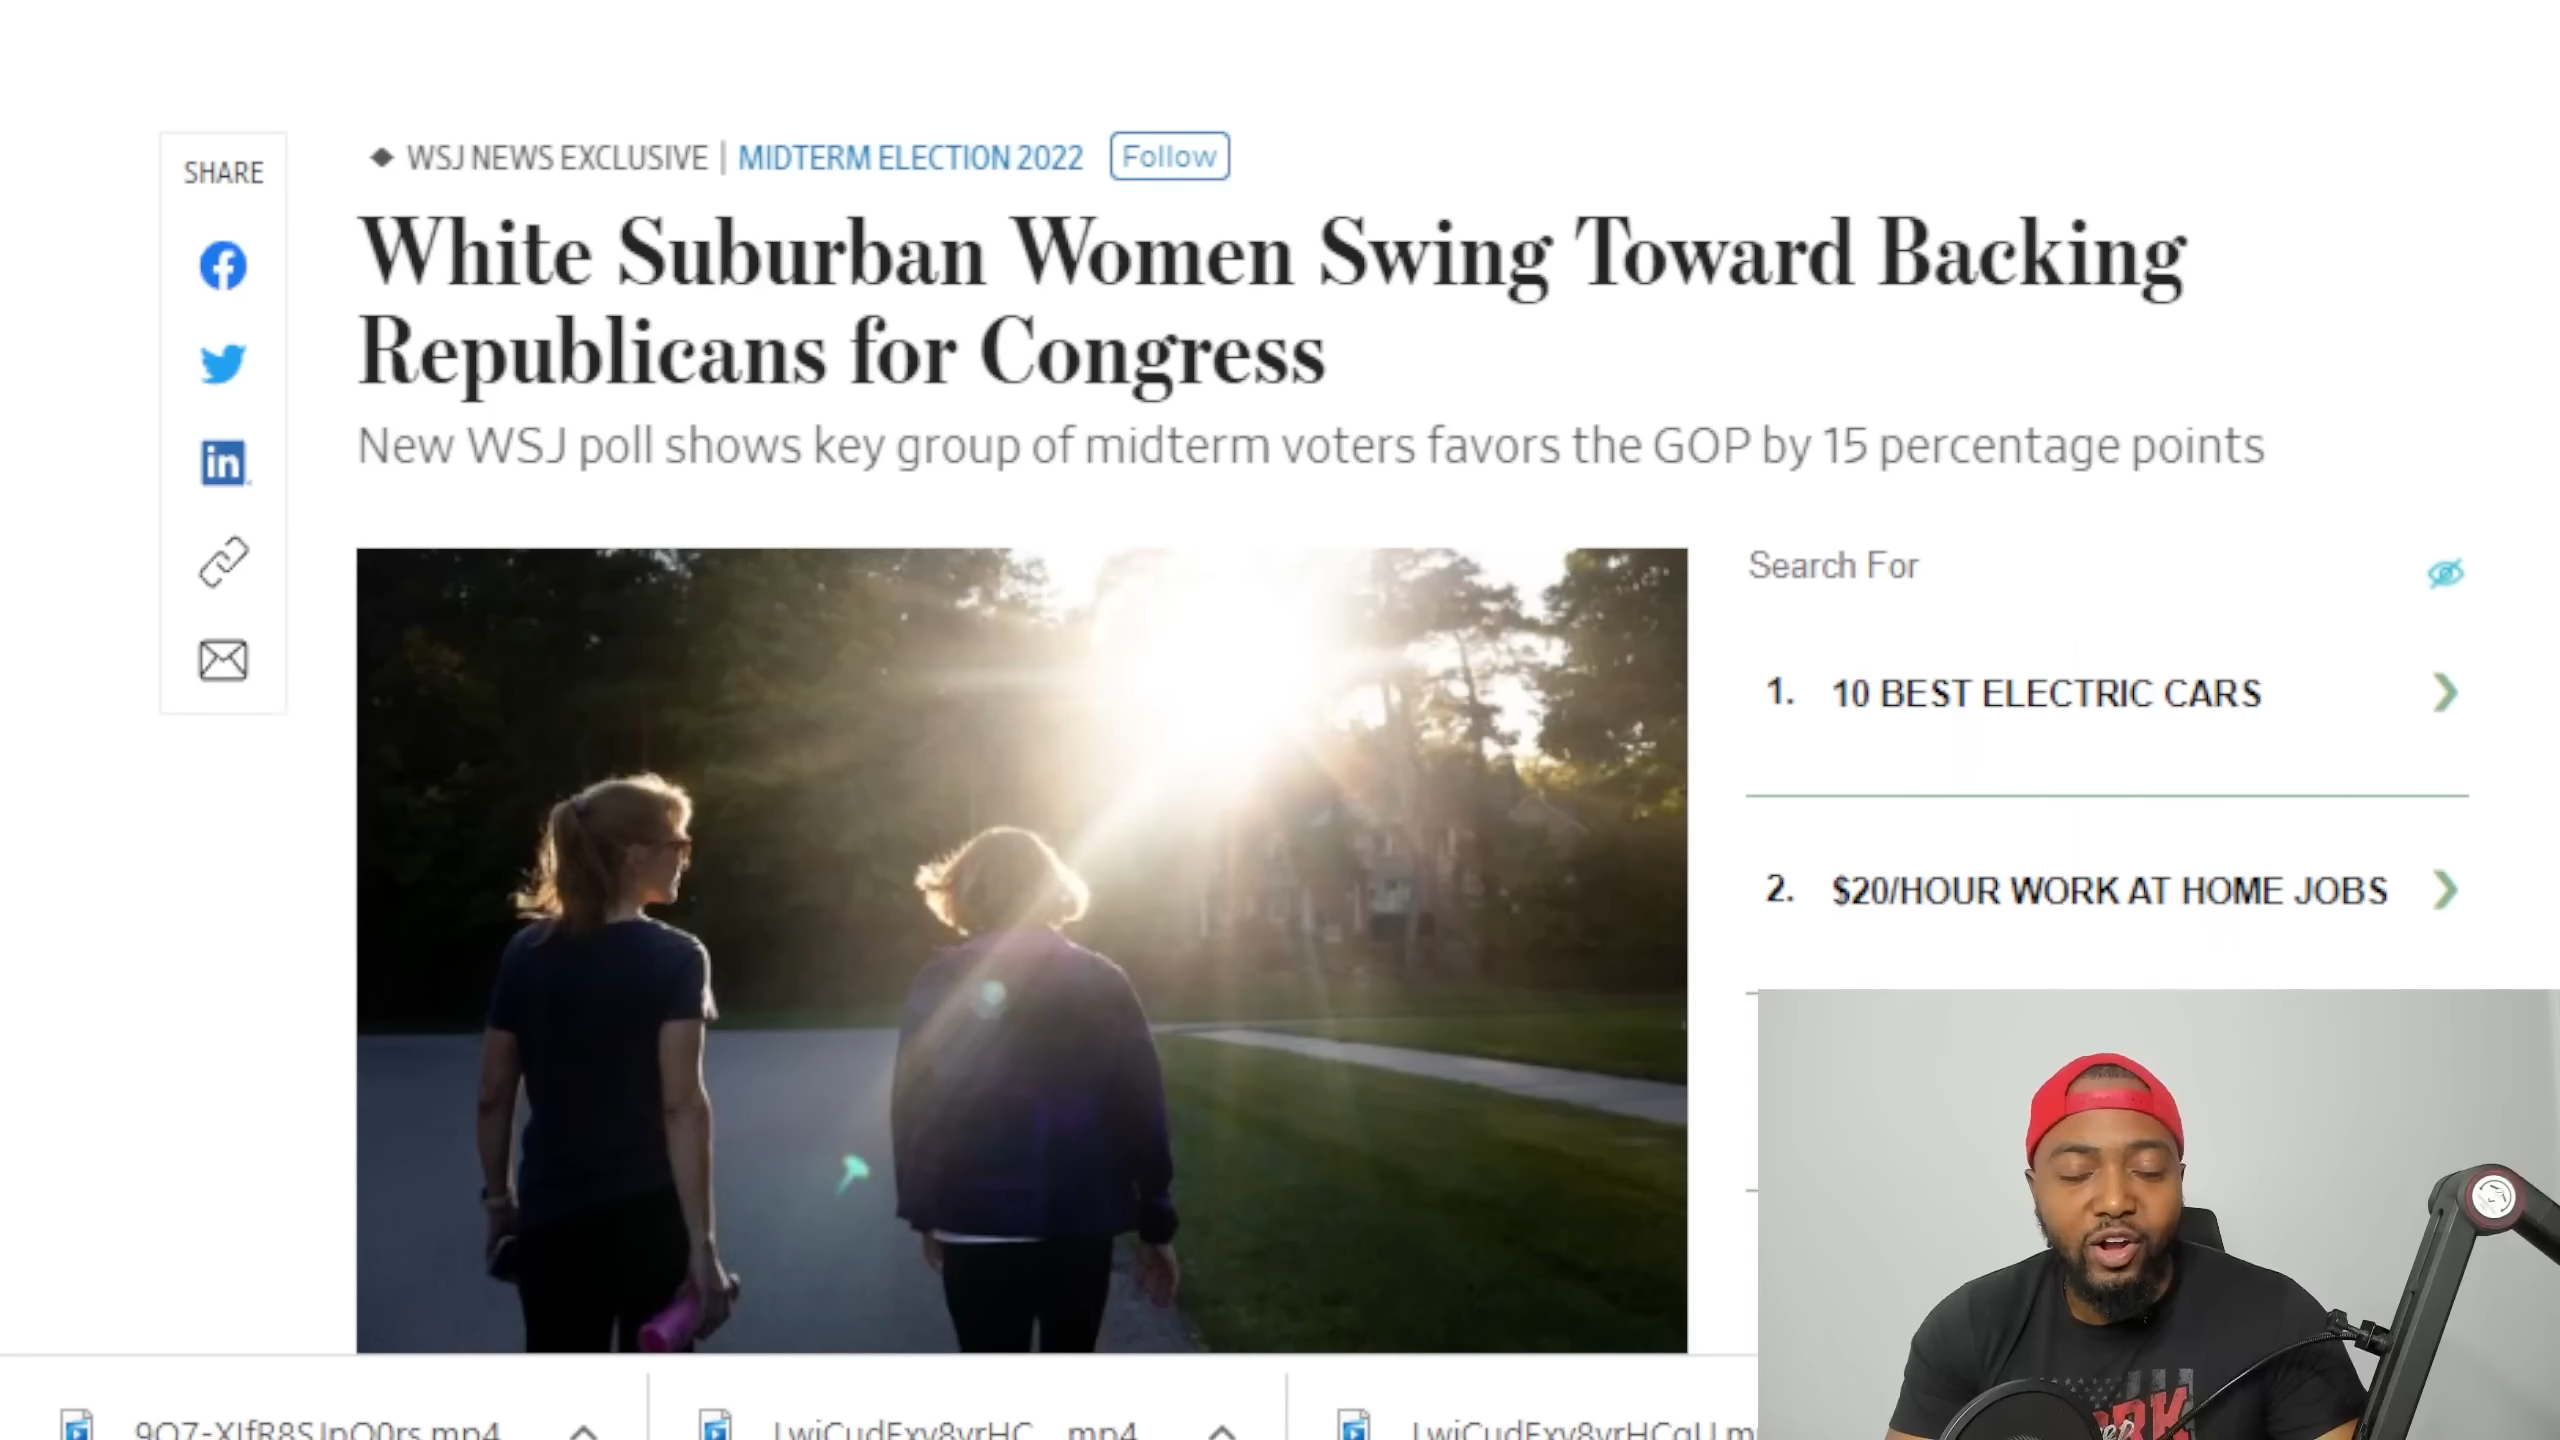 SHARE
WSJ NEWS EXCLUSIVE | MIDTERM ELECTION 2022 Follow
White Suburban Women Swing Toward Backing
Republicans for Congress
New WSJ poll shows key group of midterm voters favors the GOP by 15 percentage points
Search For
1. 10 BEST ELECTRIC CARS
2. $20/HOUR WORK AT HOME JOBS